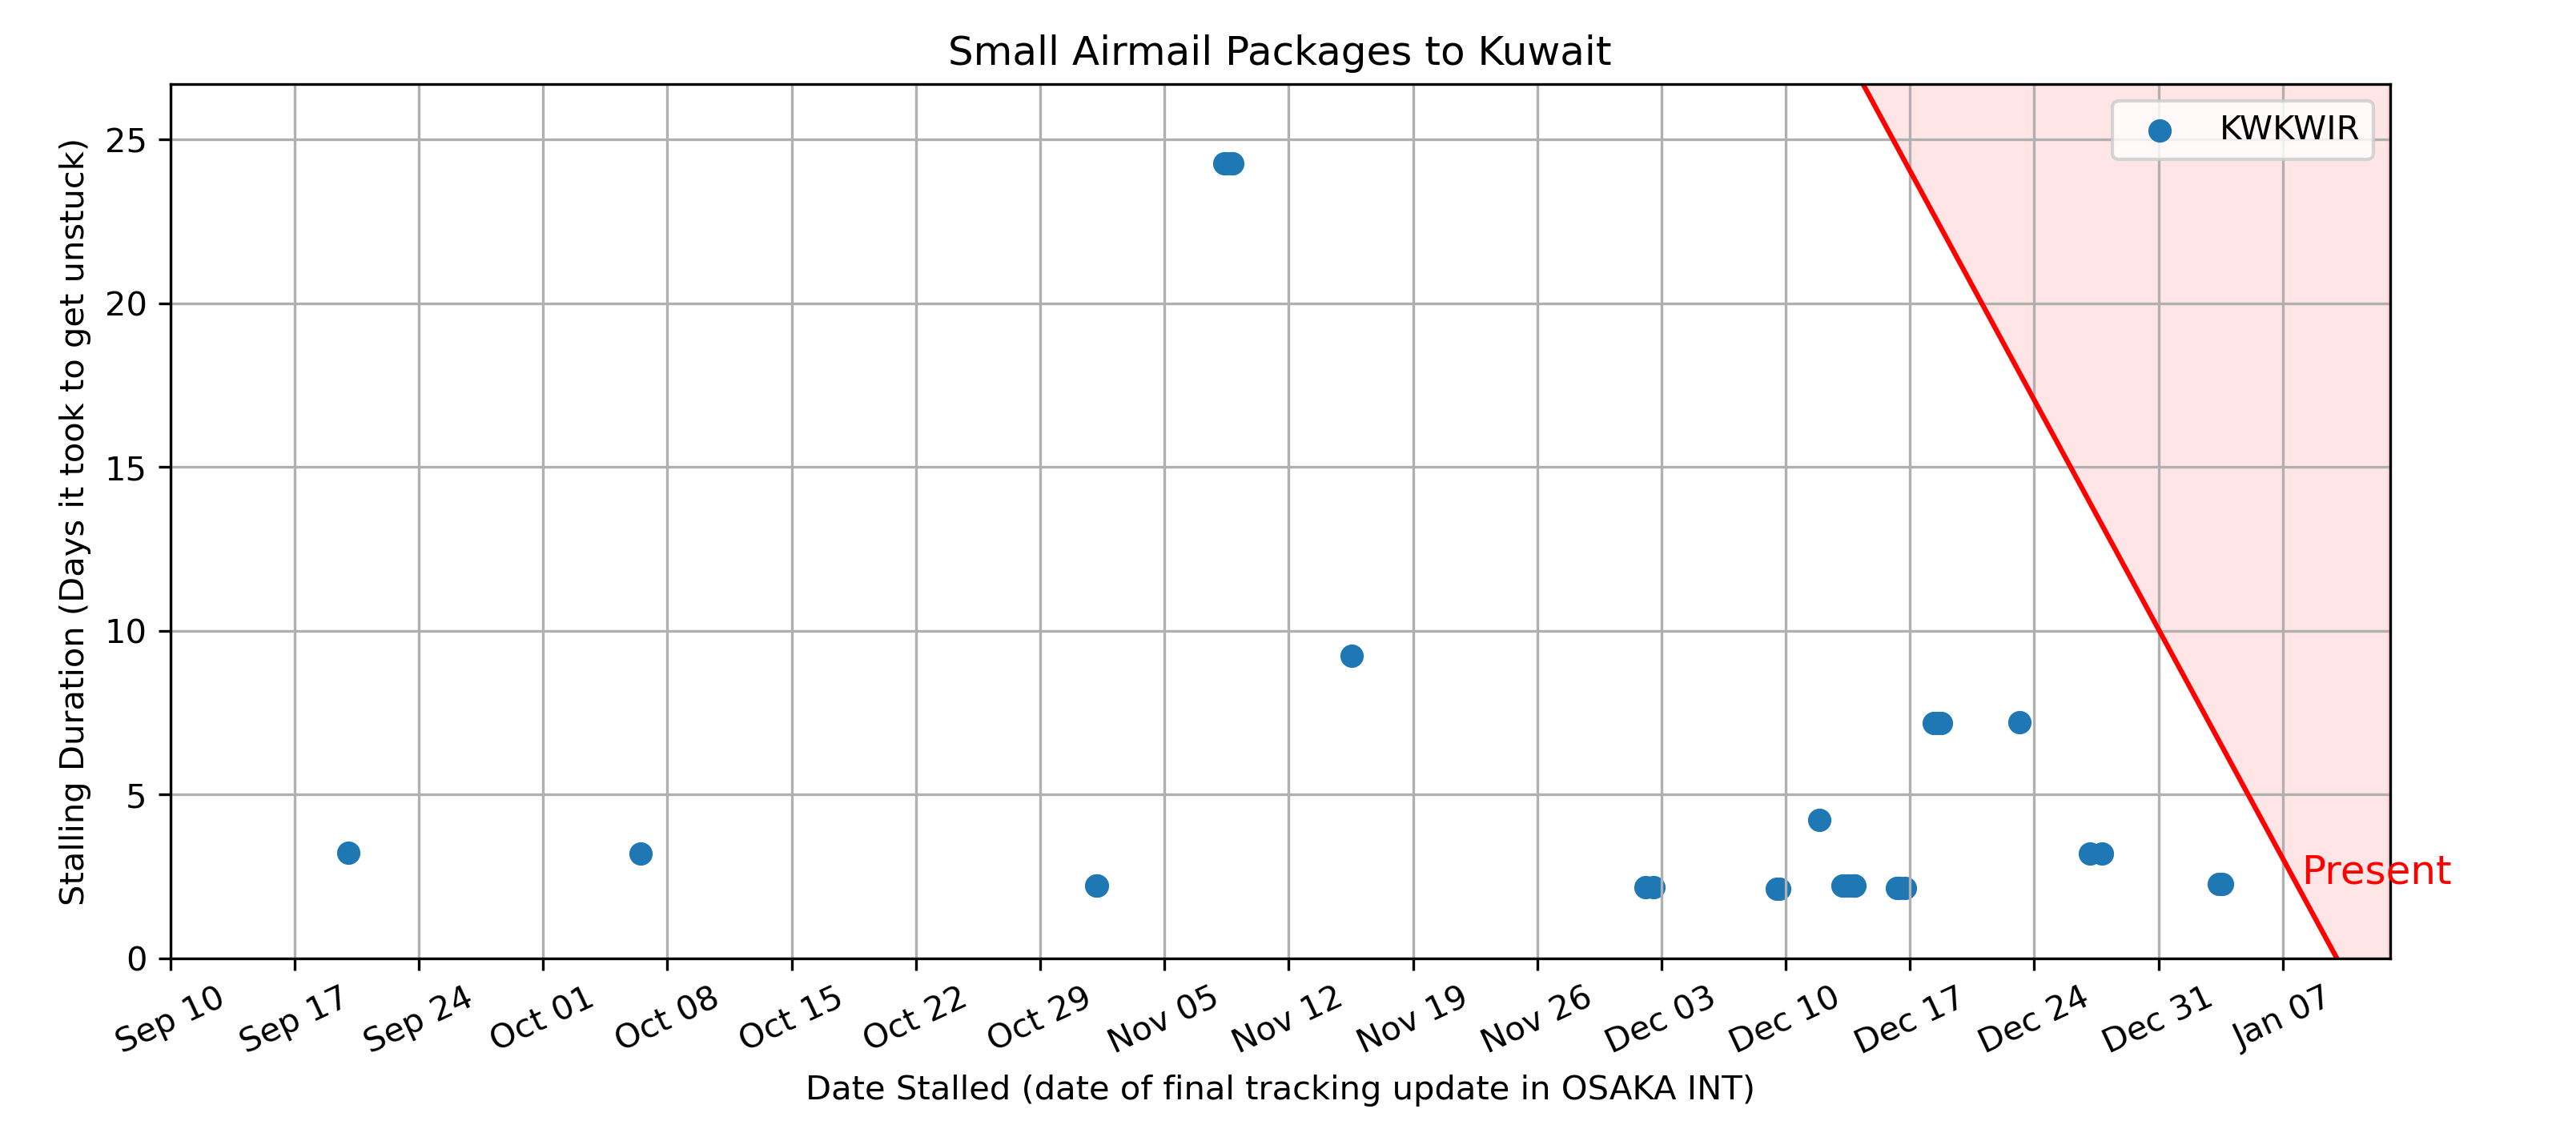 Small Airmail Packages to Kuwait
KWKWIR
Stalling Duration (Days it took to get unstuck)
25
20
15
10
5
0
Present
Sep 10 Sep 17 Sep 24 Oct 01 Oct 08 Oct 15 Oct 22 Oct 29 Nov 05 Nov 12 Nov 19 Nov 26 Dec 03 Dec 10 Dec 17 Dec 24 Dec 31 Jan 07
Date Stalled (date of final tracking update in OSAKA INT)